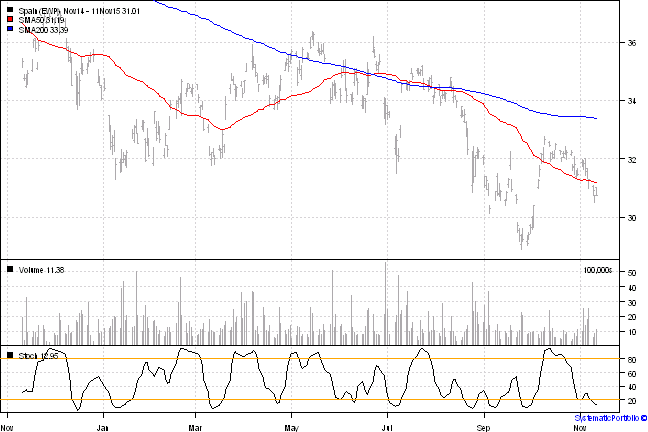 Spain (EWP), Nov14 - 11Nov15 31.01
SMA50 31.19
SMA200 33.39
36
34
32
30
Volume 11.38
100,000s
50
40
30
20
10
Stoch 12.95
80
60
40
20
Nov Jan Mar May Jul Sep Nov
SystematicPortfolio ©